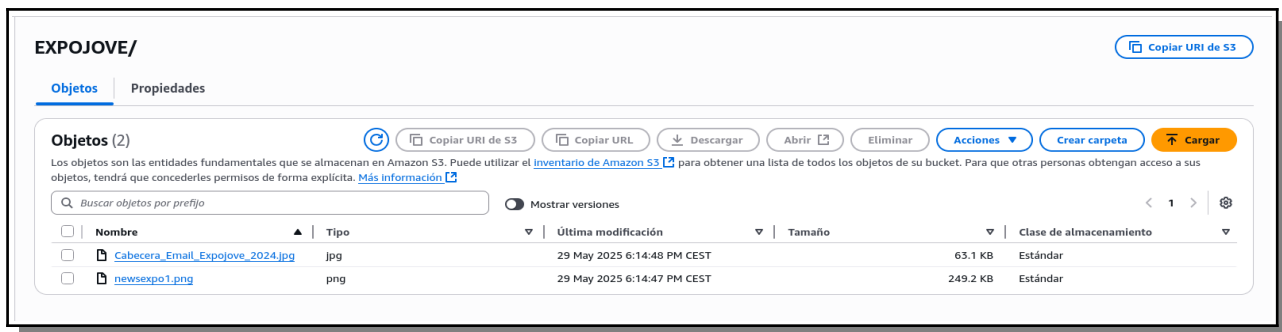 EXPOJOVE/
Copiar URI de S3
Objetos Propiedades
Objetos (2)
Copiar URI de S3 Copiar URL Descargar Abrir Eliminar Acciones Crear carpeta Cargar
Los objetos son las entidades fundamentales que se almacenan en Amazon S3. Puede utilizar el inventario de Amazon S3 para obtener una lista de todos los objetos de su bucket. Para que otras personas obtengan acceso a sus
objetos, tendrá que concederles permisos de forma explícita. Más información
Buscar objetos por prefijo Mostrar versiones 1
Nombre Tipo Última modificación Tamaño Clase de almacenamiento
Cabecera_Email_Expojove_2024.jpg jpg 29 May 2025 6:14:48 PM CEST 63.1 KB Estándar
newsexpo1.png png 29 May 2025 6:14:47 PM CEST 249.2 KB Estándar